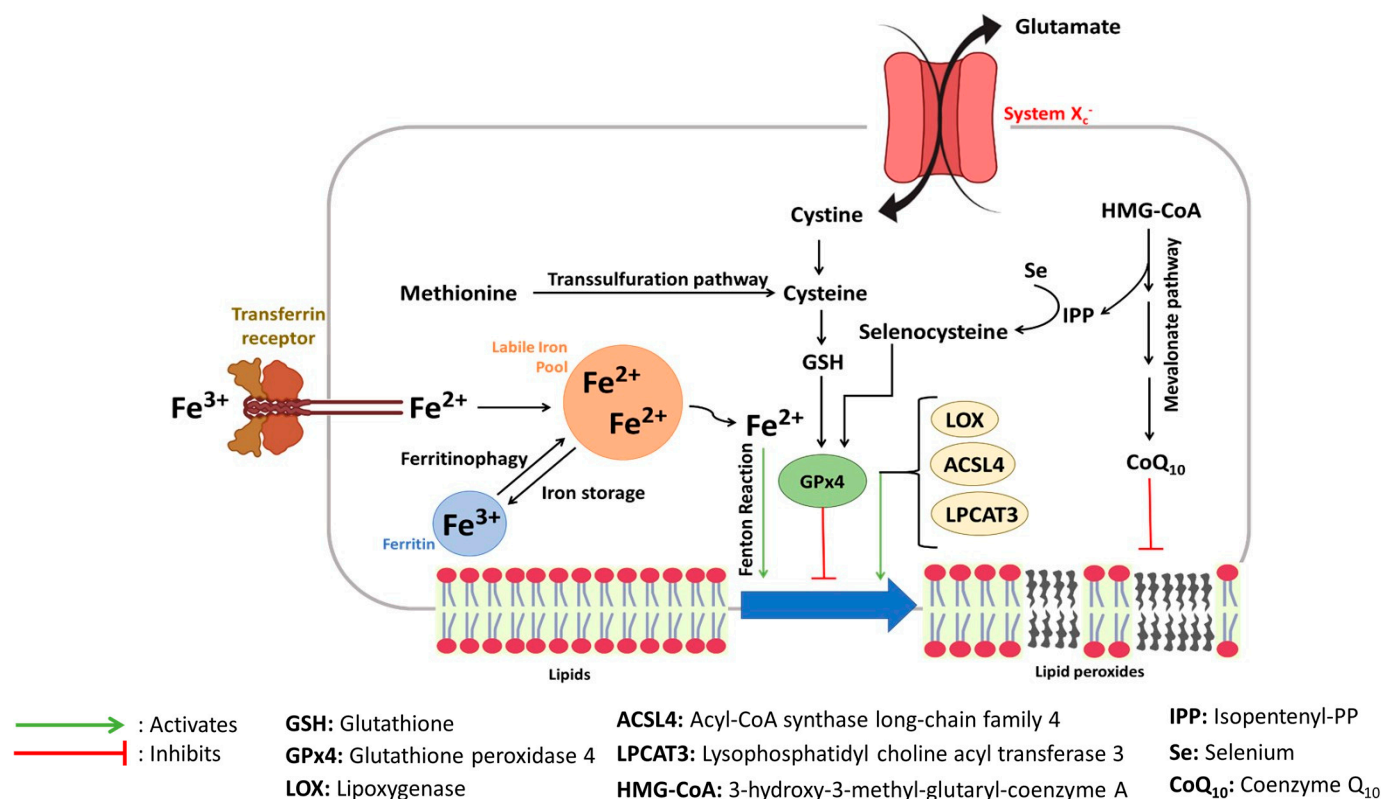 Glutamate
System Xc-
Cystine
HMG-CoA
Mevalonate pathway
Se
IPP
Methionine
Transsulfuration pathway
Cysteine
Selenocysteine
GSH
Transferrin
receptor
Labile Iron
Pool
Fe3+
Fe2+
Fe2+
Fe2+
Fe2+
Fenton Reaction
GPx4
LOX
ACSL4
LPCAT3
CoQ10
Ferritinophagy
Iron storage
Fe3+
Ferritin
Lipids
Lipid peroxides
: Activates
: Inhibits
GSH: Glutathione
GPx4: Glutathione peroxidase 4
LOX: Lipoxygenase
ACSL4: Acyl-CoA synthase long-chain family 4
LPCAT3: Lysophosphatidyl choline acyl transferase 3
HMG-CoA: 3-hydroxy-3-methyl-glutaryl-coenzyme A
IPP: Isopentenyl-PP
Se: Selenium
CoQ10: Coenzyme Q10